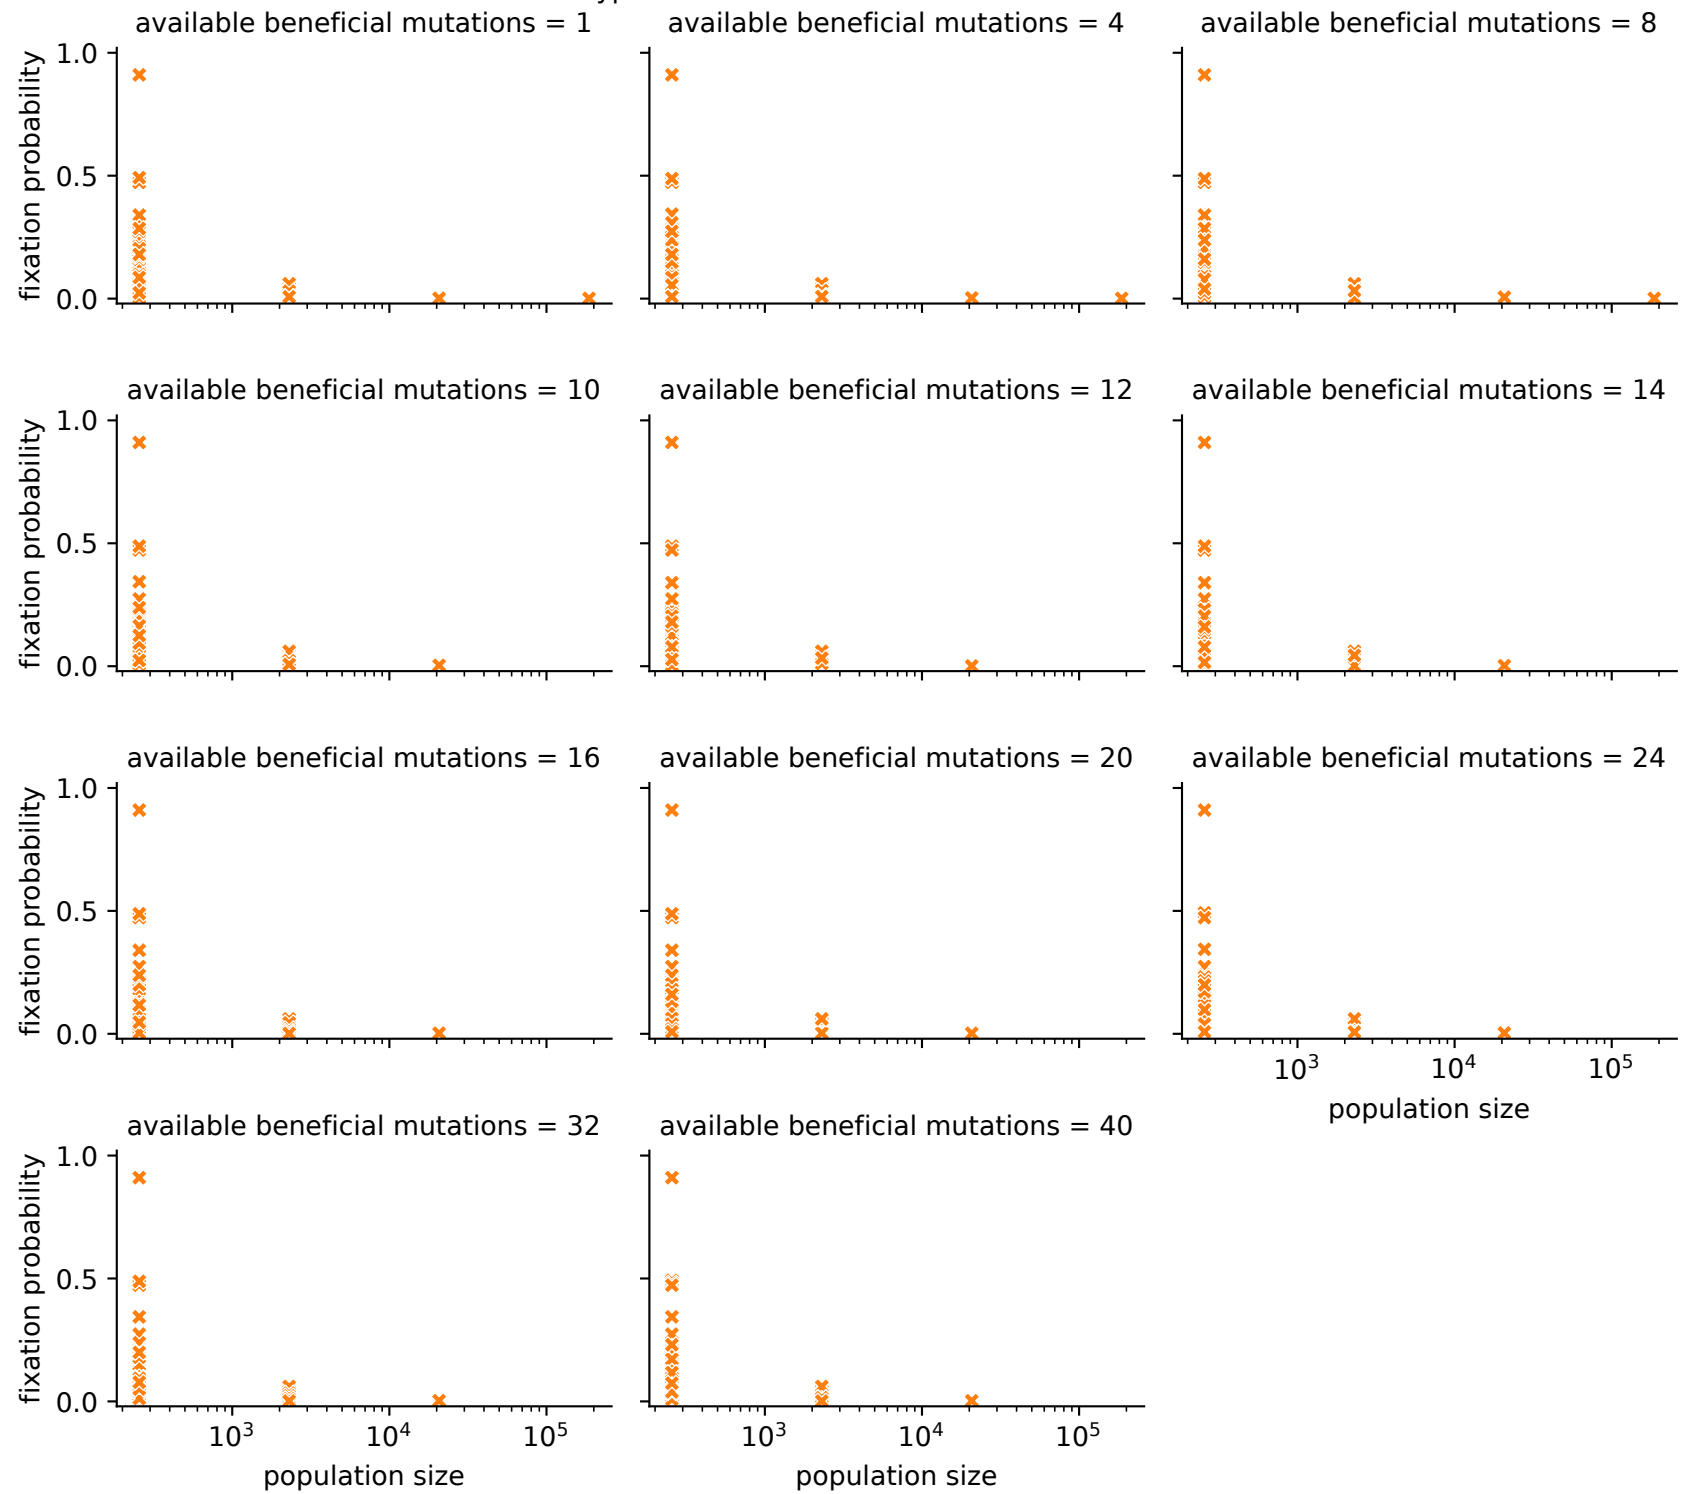 available beneficial mutations = 1
available beneficial mutations = 4
available beneficial mutations = 8
fixation probability
1.0
0.5
0.0
available beneficial mutations = 10
available beneficial mutations = 12
available beneficial mutations = 14
fixation probability
1.0
0.5
0.0
available beneficial mutations = 16
available beneficial mutations = 20
available beneficial mutations = 24
fixation probability
1.0
0.5
0.0
10³ 10⁴ 10⁵
population size
available beneficial mutations = 32
available beneficial mutations = 40
fixation probability
1.0
0.5
0.0
10³ 10⁴ 10⁵
population size
10³ 10⁴ 10⁵
population size